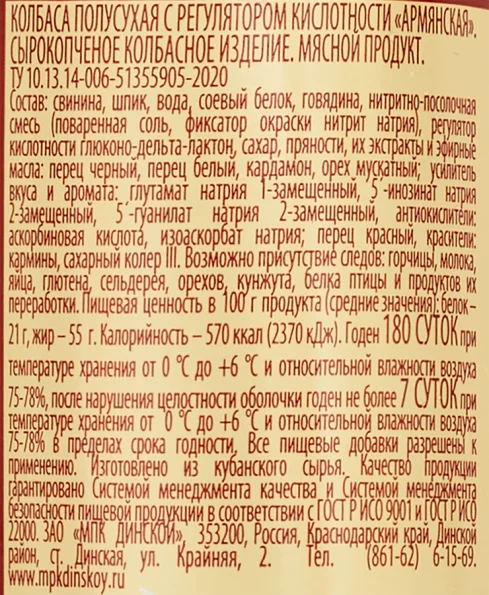 КОЛБАСА ПОЛУСУХАЯ С РЕГУЛЯТОРОМ КИСЛОТНОСТИ «АРМЯНСКАЯ».
СЫРОКОПЧЕНОЕ КОЛБАСНОЕ ИЗДЕЛИЕ. МЯСНОЙ ПРОДУКТ.
ТУ 10.13.14-006-51355905-2020
Состав: свинина, шпик, вода, соевый белок, говядина, нитритно-посолочная
смесь (поваренная соль, фиксатор окраски нитрит натрия), регулятор
кислотности глюконо-дельта-лактон, сахар, пряности, их экстракты и эфирные
масла: перец черный, перец белый, кардамон, орех мускатный; усилитель
вкуса и аромата: глутамат натрия 1-замещенный, 5´-инозинат натрия
2-замещенный, 5´-гуанилат натрия 2-замещенный, антиокислители:
аскорбиновая кислота, изоаскорбат натрия; перец красный, красители:
кармины, сахарный колер III. Возможно присутствие следов: горчицы, молока,
яйца, глютена, сельдерея, орехов, кунжута, белка птицы и продуктов их
переработки. Пищевая ценность в 100 г продукта (средние значения): белок –
21 г, жир – 55 г. Калорийность – 570 ккал (2370 кДж). Годен 180 СУТОК при
температуре хранения от 0 °С до +6 °С и относительной влажности воздуха
75-78%, после нарушения целостности оболочки годен не более 7 СУТОК при
температуре хранения от 0 °С до +6 °С и относительной влажности воздуха
75-78% в пределах срока годности. Все пищевые добавки разрешены к
применению. Изготовлено из кубанского сырья. Качество продукции
гарантировано Системой менеджмента качества и Системой менеджмента
безопасности пищевой продукции в соответствии с ГОСТ Р ИСО 9001 и ГОСТ Р ИСО
22000. ЗАО «МПК ДИНСКОЙ», 353200, Россия, Краснодарский край, Динской
район, ст. Динская, ул. Крайняя, 2. Тел. (861-62) 6-15-69.
www.mpkdinskoy.ru